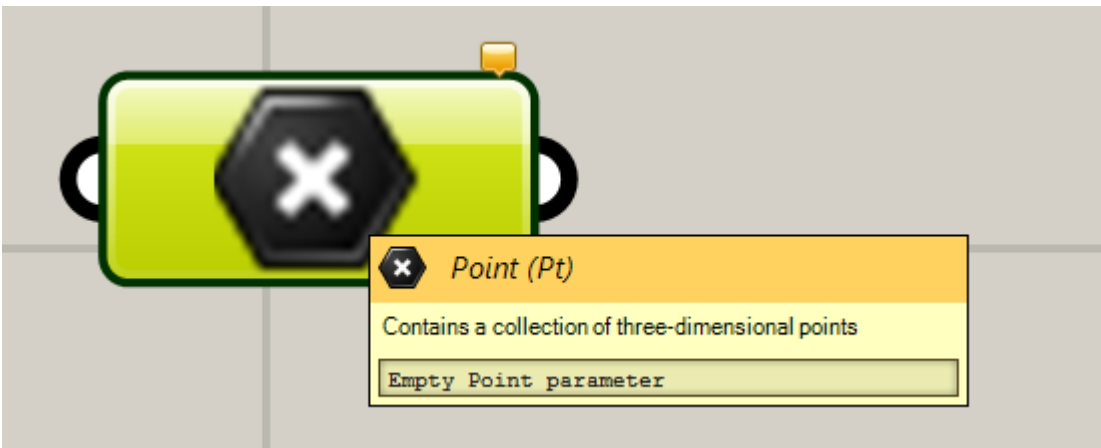 Point (Pt)
Contains a collection of three-dimensional points
Empty Point parameter